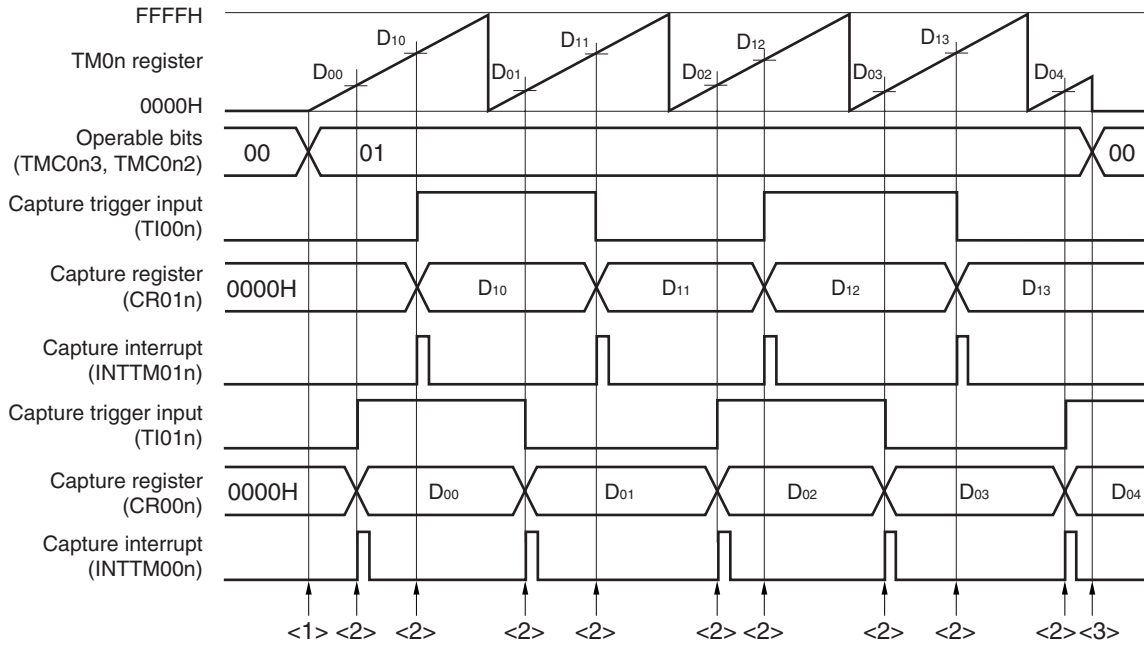 FFFFH
TM0n register
0000H
D10
D11
D12
D13
D00
D01
D02
D03
D04
Operable bits
(TMC0n3, TMC0n2)
00
01
00
Capture trigger input
(TI00n)
Capture register
(CR01n)
0000H
D10
D11
D12
D13
Capture interrupt
(INTTM01n)
Capture trigger input
(TI01n)
Capture register
(CR00n)
0000H
D00
D01
D02
D03
D04
Capture interrupt
(INTTM00n)
<1> <2> <2> <2> <2> <2> <2> <2> <2> <2> <3>